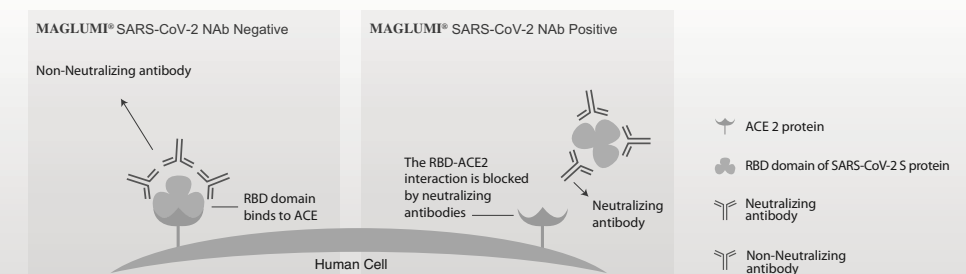 MAGLUMI® SARS-CoV-2 NAb Negative
Non-Neutralizing antibody
RBD domain
binds to ACE
MAGLUMI® SARS-CoV-2 NAb Positive
The RBD-ACE2
interaction is blocked
by neutralizing
antibodies
Neutralizing
antibody
Human Cell
ACE 2 protein
RBD domain of SARS-CoV-2 S protein
Neutralizing
antibody
Non-Neutralizing
antibody